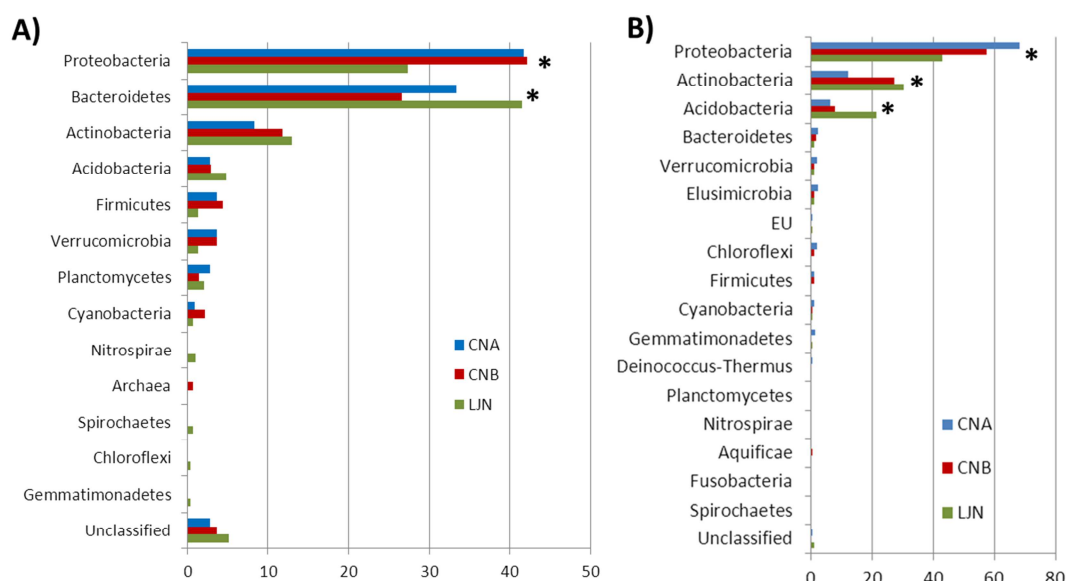 A)
Proteobacteria
*
Bacteroidetes
*
Actinobacteria
Acidobacteria
Firmicutes
Verrucomicrobia
Planctomycetes
Cyanobacteria
Nitrospirae
Archaea
Spirochaetes
Chloroflexi
Gemmatimonadetes
Unclassified
CNA
CNB
LJN
0 10 20 30 40 50
B)
Proteobacteria
*
Actinobacteria
*
Acidobacteria
*
Bacteroidetes
Verrucomicrobia
Elusimicrobia
EU
Chloroflexi
Firmicutes
Cyanobacteria
Gemmatimonadetes
Deinococcus-Thermus
Planctomycetes
Nitrospirae
Aquificae
Fusobacteria
Spirochaetes
Unclassified
CNA
CNB
LJN
0 20 40 60 80